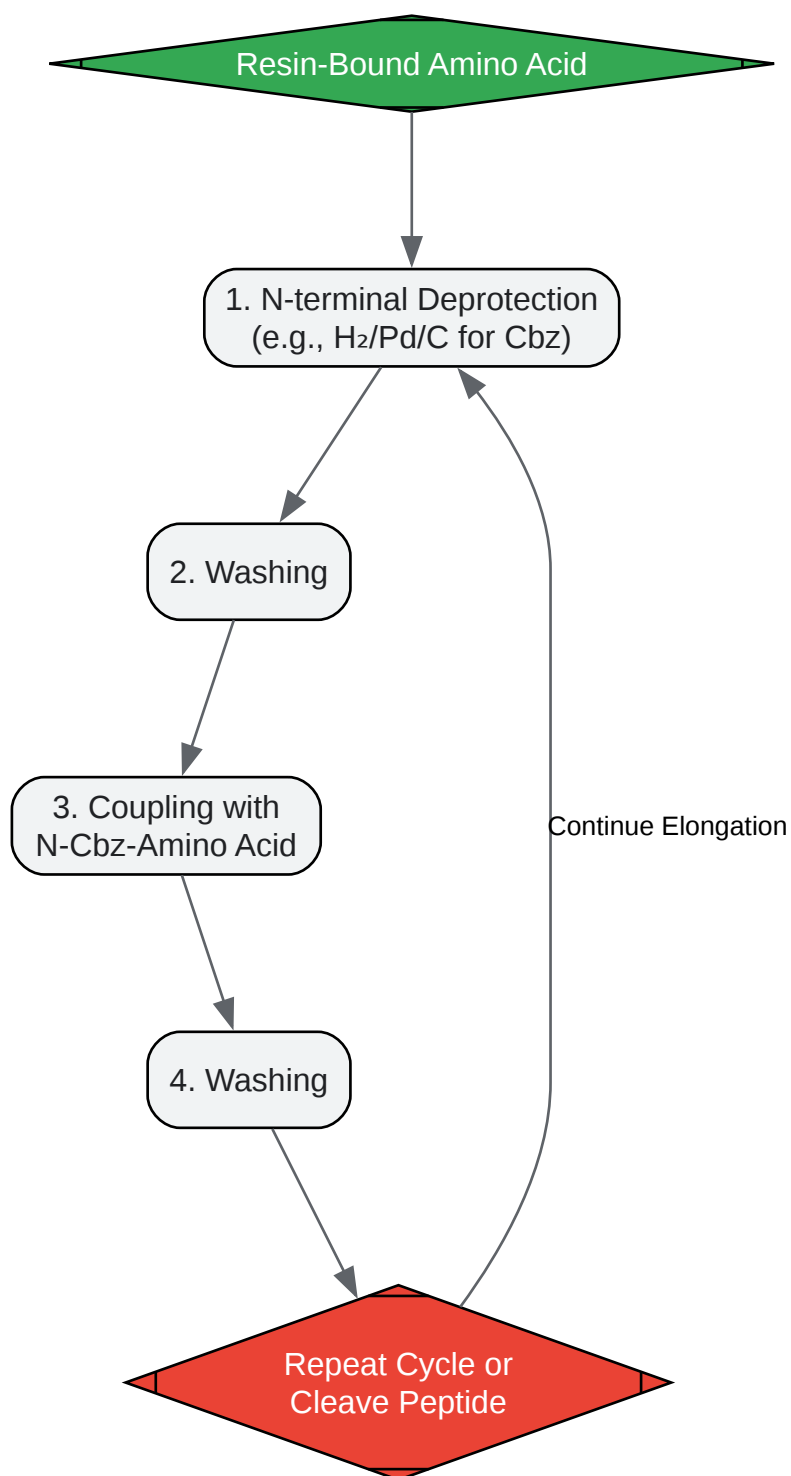 Resin-Bound Amino Acid
1. N-terminal Deprotection
(e.g., H₂/Pd/C for Cbz)
2. Washing
3. Coupling with
N-Cbz-Amino Acid
Continue Elongation
4. Washing
Repeat Cycle or
Cleave Peptide